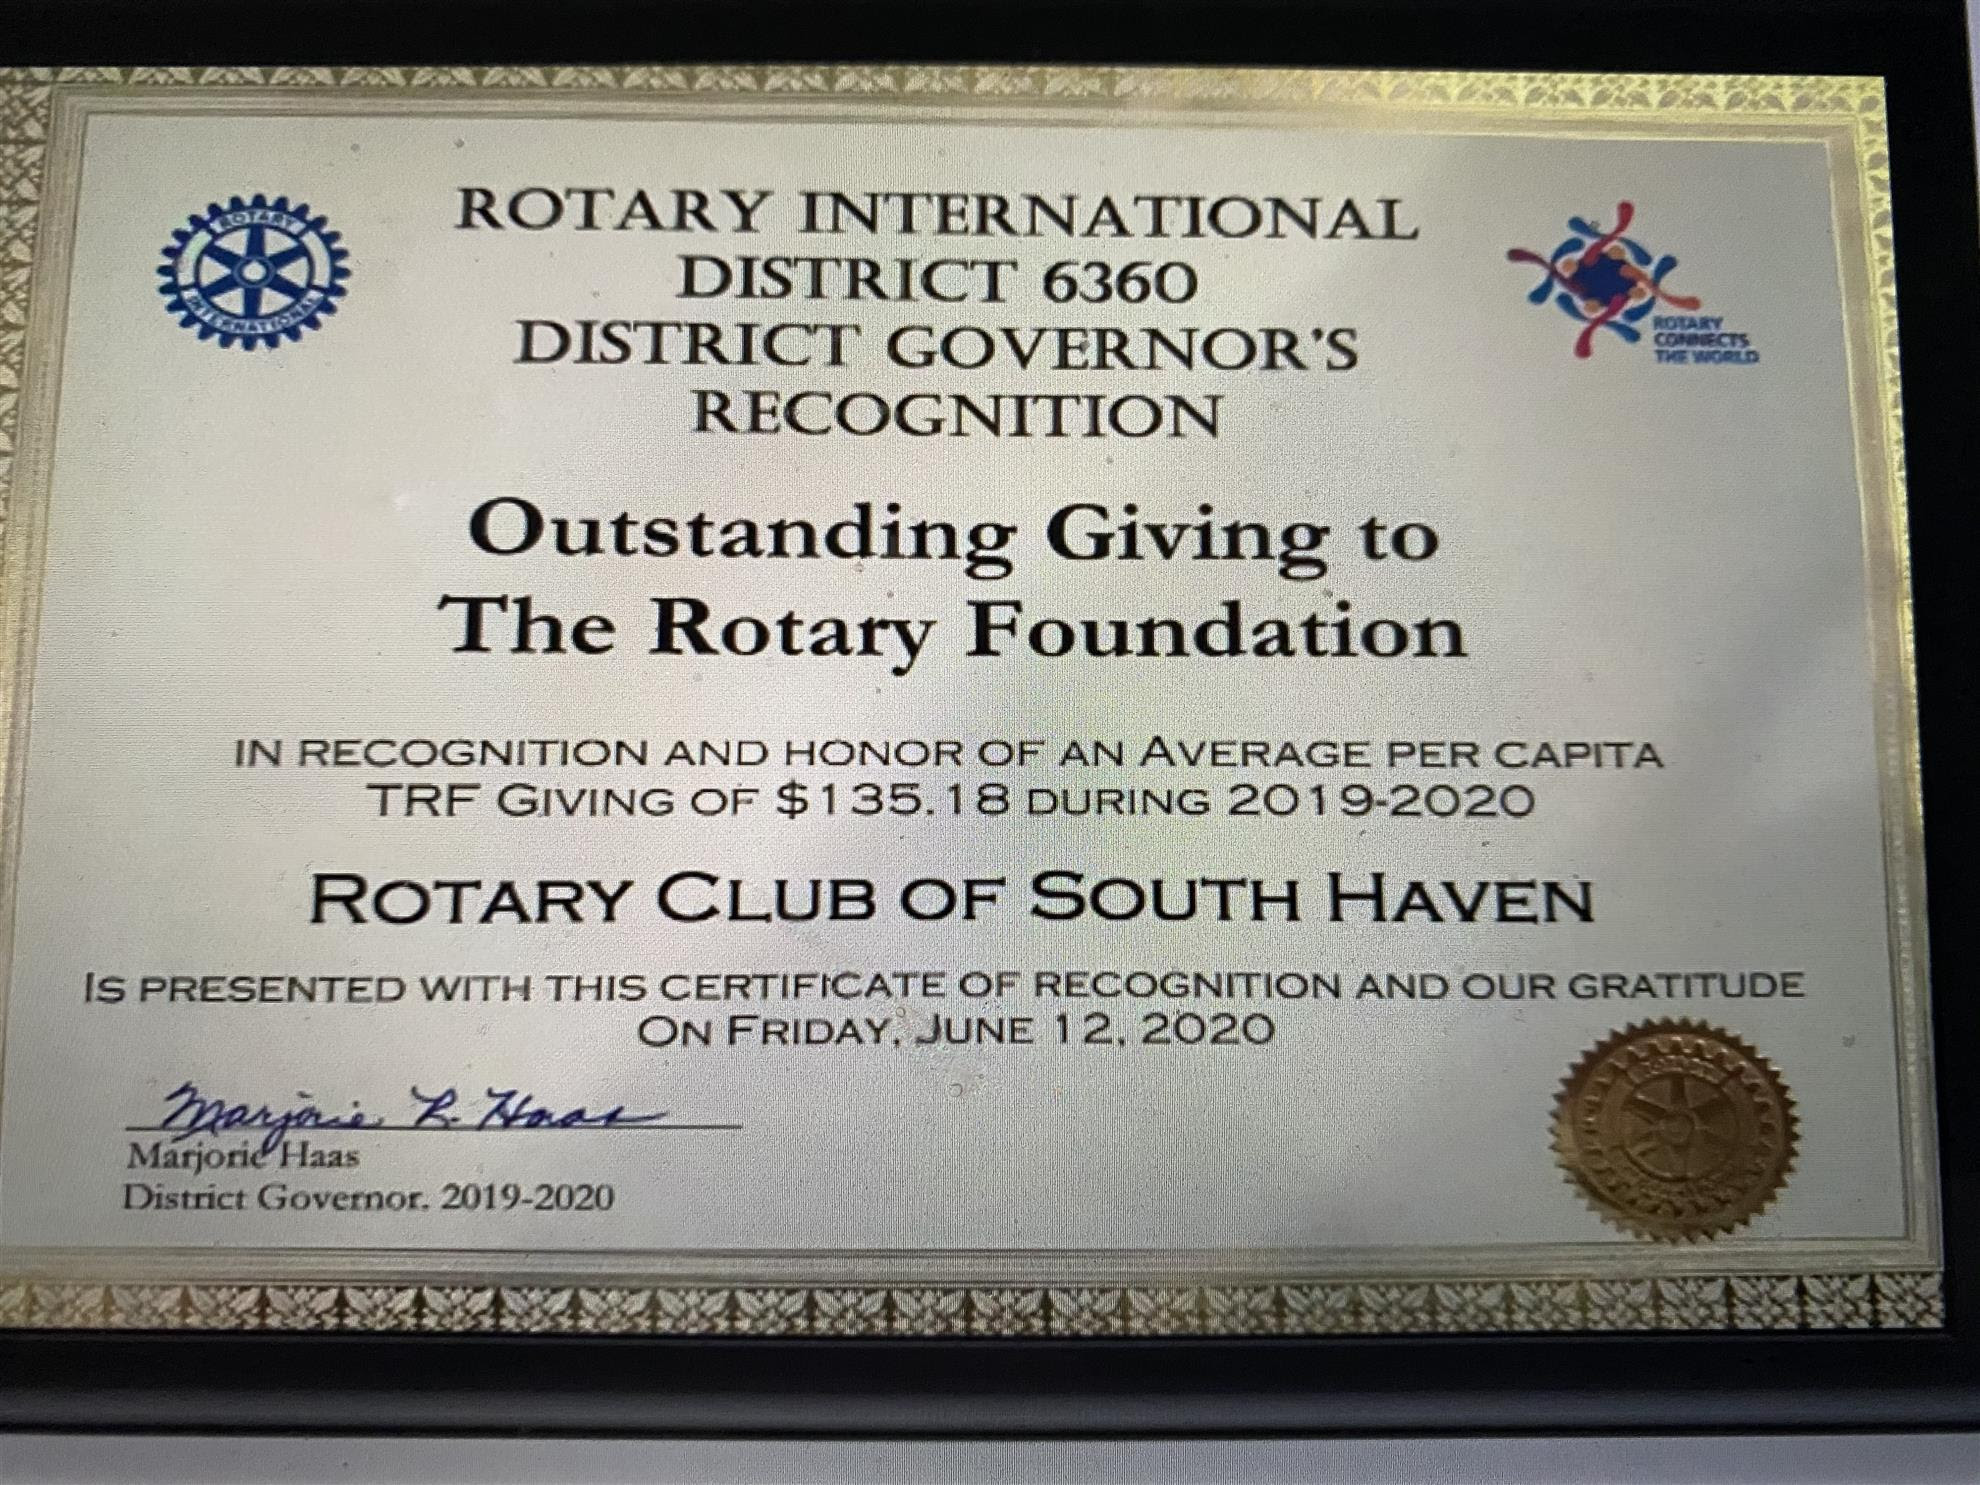 ROTARY
INTERNATIONAL
ROTARY INTERNATIONAL
DISTRICT 6360
DISTRICT GOVERNOR'S
RECOGNITION
ROTARY
CONNECTS
THE WORLD
Outstanding Giving to
The Rotary Foundation
IN RECOGNITION AND HONOR OF AN AVERAGE PER CAPITA
TRF GIVING OF $135.18 DURING 2019-2020
ROTARY CLUB OF SOUTH HAVEN
IS PRESENTED WITH THIS CERTIFICATE OF RECOGNITION AND OUR GRATITUDE
ON FRIDAY, JUNE 12, 2020
Marjorie R. Haas
Marjorie Haas
District Governor, 2019-2020